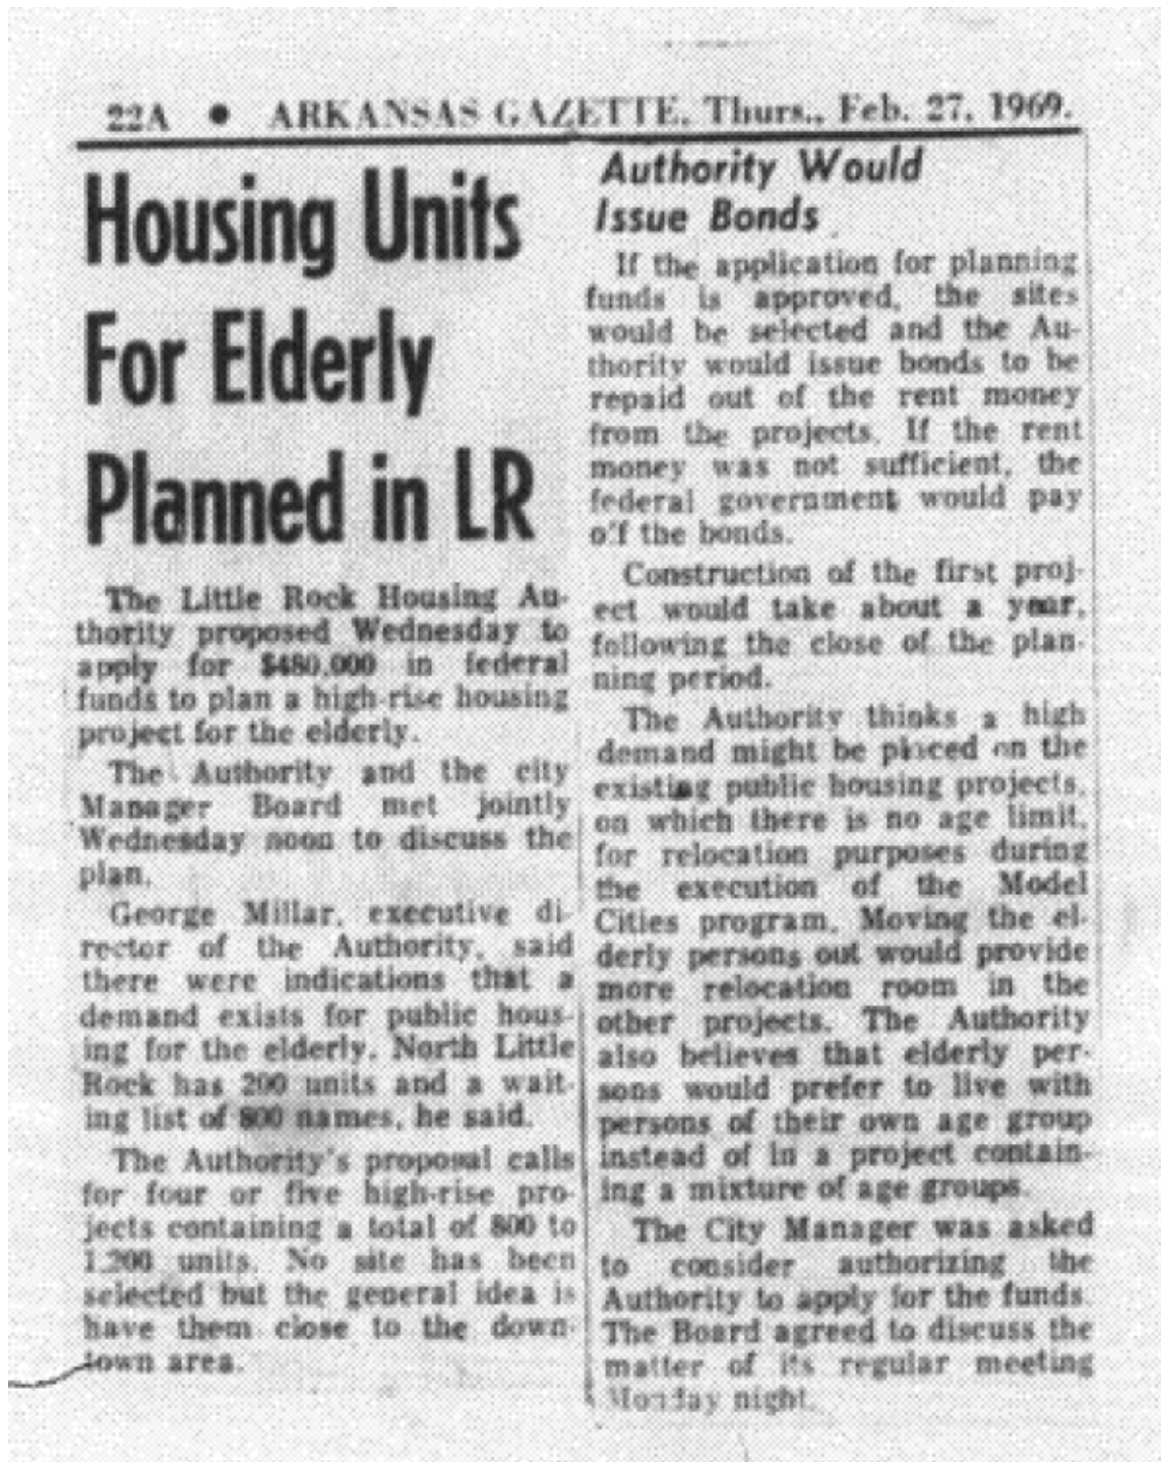 22A • ARKANSAS GAZETTE, Thurs., Feb. 27, 1969.
Housing Units
For Elderly
Planned in LR
The Little Rock Housing Au-
thority proposed Wednesday to
apply for $480,000 in federal
funds to plan a high-rise housing
project for the elderly.
The Authority and the city
Manager Board met jointly
Wednesday noon to discuss the
plan.
George Millar, executive di-
rector of the Authority, said
there were indications that a
demand exists for public hous-
ing for the elderly. North Little
Rock has 200 units and a wait-
ing list of 800 names, he said.
The Authority's proposal calls
for four or five high-rise pro-
jects containing a total of 800 to
1,200 units. No site has been
selected but the general idea is
have them close to the down-
town area.
Authority Would
Issue Bonds
If the application for planning
funds is approved, the sites
would be selected and the Au-
thority would issue bonds to be
repaid out of the rent money
from the projects. If the rent
money was not sufficient, the
federal government would pay
off the bonds.
Construction of the first proj-
ect would take about a year,
following the close of the plan-
ning period.
The Authority thinks a high
demand might be placed on the
existing public housing projects,
on which there is no age limit,
for relocation purposes during
the execution of the Model
Cities program. Moving the el-
derly persons out would provide
more relocation room in the
other projects. The Authority
also believes that elderly per-
sons would prefer to live with
persons of their own age group
instead of in a project contain-
ing a mixture of age groups.
The City Manager was asked
to consider authorizing the
Authority to apply for the funds.
The Board agreed to discuss the
matter of its regular meeting
Monday night.